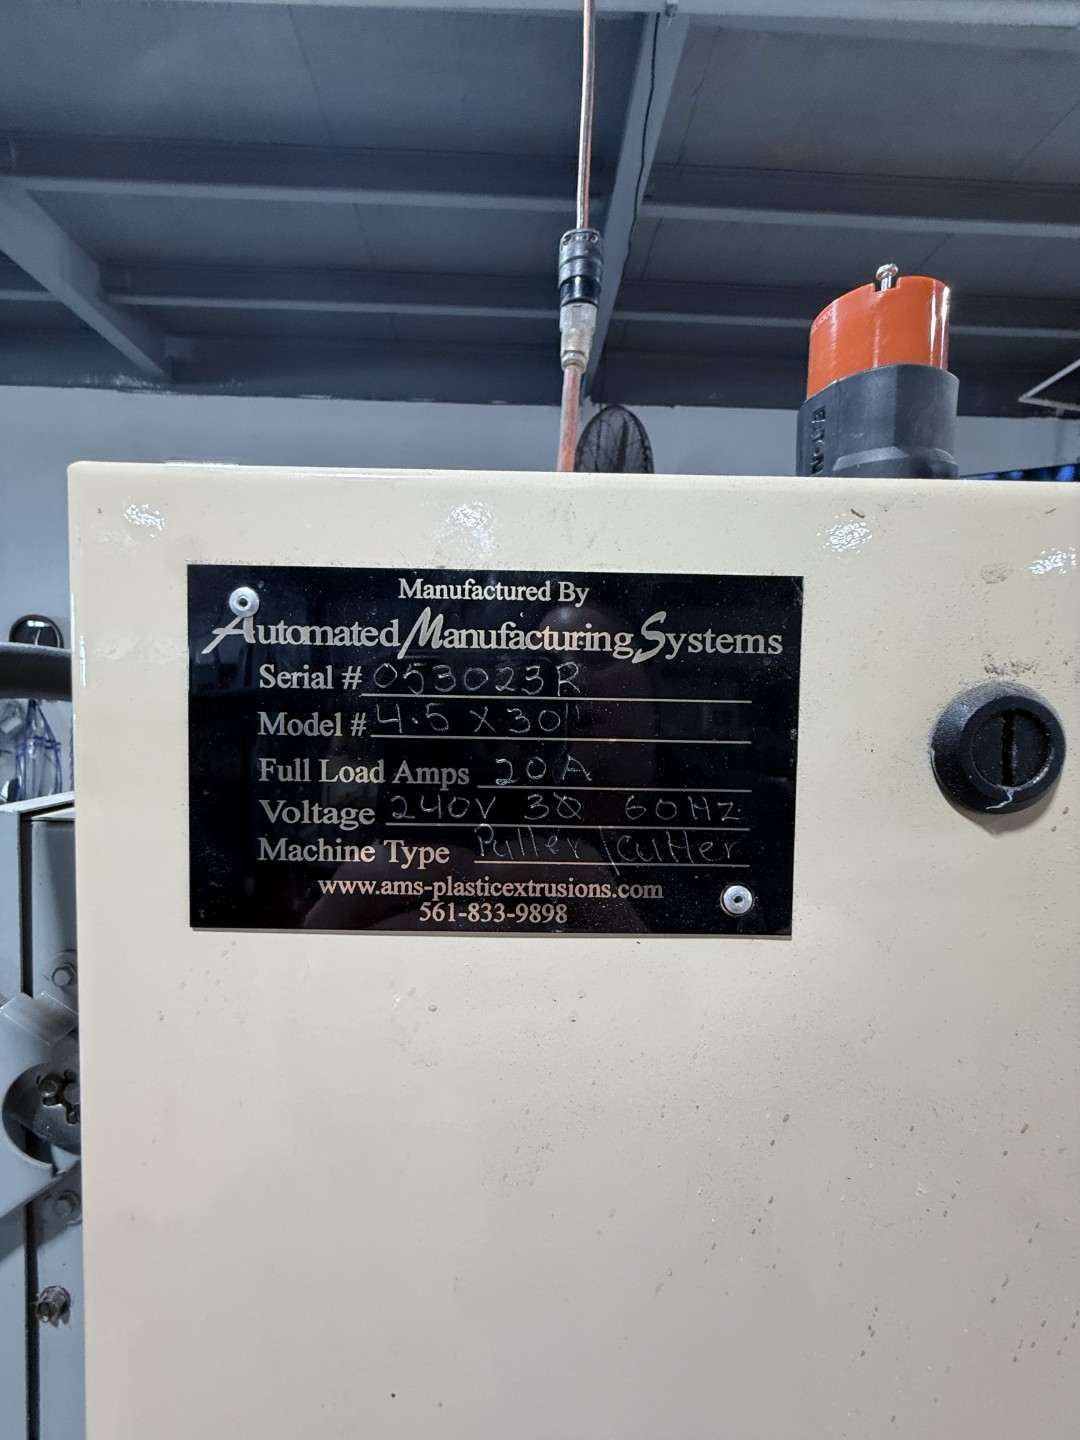 EATON
Manufactured By
Automated Manufacturing Systems
Serial # 053023R
Model # 4.5 X 30"
Full Load Amps 20A
Voltage 240V 3Ø 60HZ
Machine Type Puller/Cutter
www.ams-plasticextrusions.com
561-833-9898